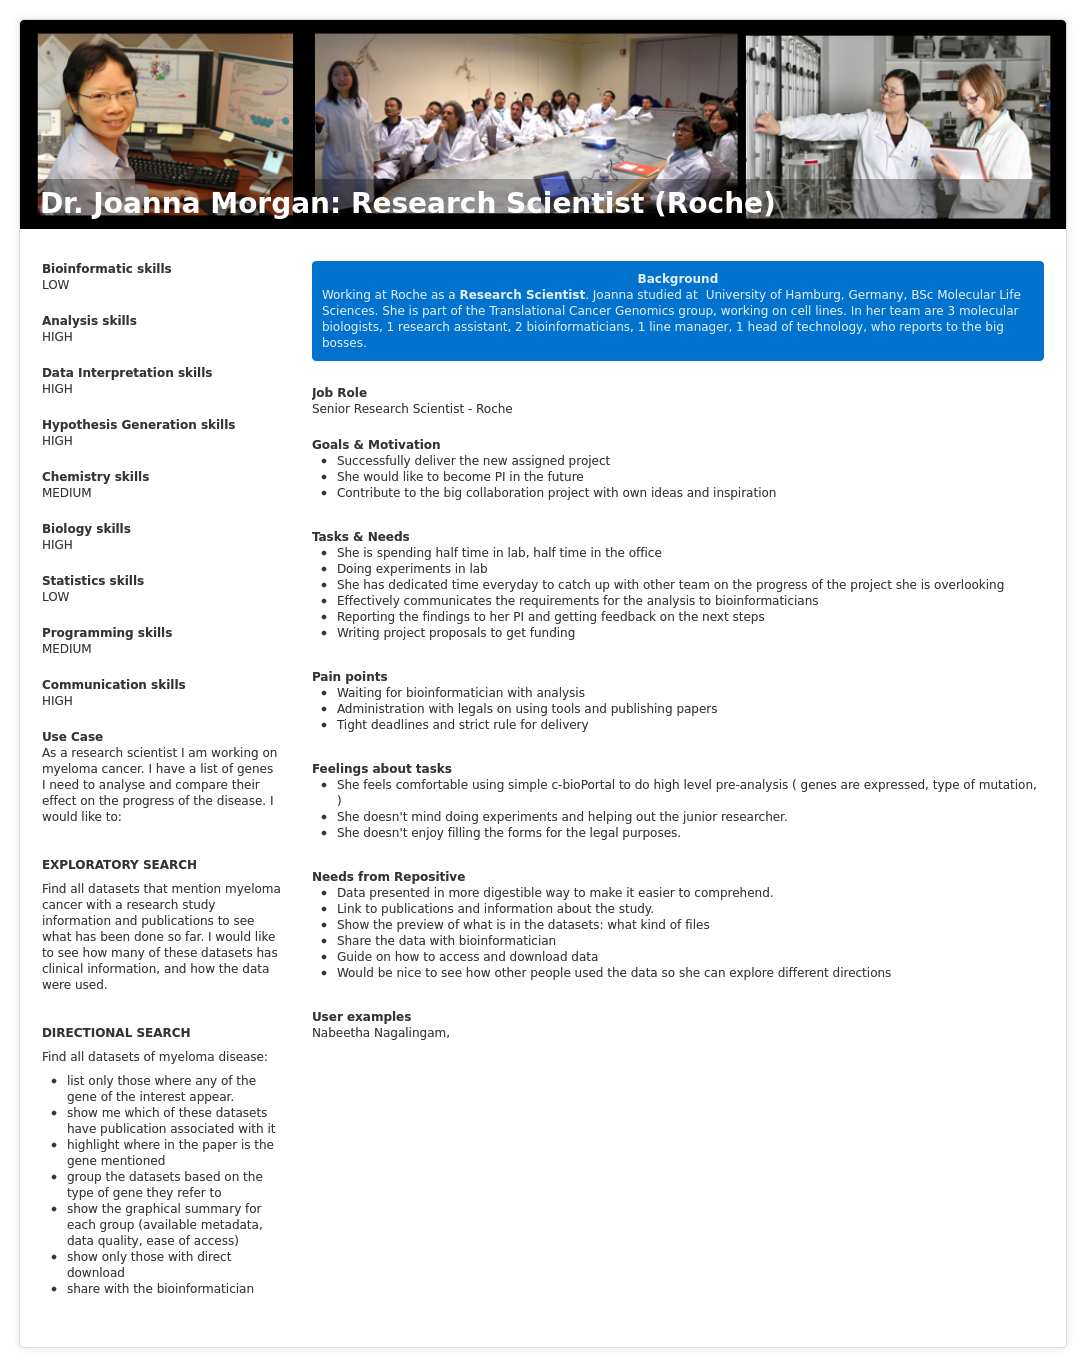 Dr. Joanna Morgan: Research Scientist (Roche)
Bioinformatic skills
LOW
Analysis skills
HIGH
Data Interpretation skills
HIGH
Hypothesis Generation skills
HIGH
Chemistry skills
MEDIUM
Biology skills
HIGH
Statistics skills
LOW
Programming skills
MEDIUM
Communication skills
HIGH
Use Case
As a research scientist I am working on
myeloma cancer. I have a list of genes
I need to analyse and compare their
effect on the progress of the disease. I
would like to:
EXPLORATORY SEARCH
Find all datasets that mention myeloma
cancer with a research study
information and publications to see
what has been done so far. I would like
to see how many of these datasets has
clinical information, and how the data
were used.
DIRECTIONAL SEARCH
Find all datasets of myeloma disease:
• list only those where any of the
gene of the interest appear.
• show me which of these datasets
have publication associated with it
• highlight where in the paper is the
gene mentioned
• group the datasets based on the
type of gene they refer to
• show the graphical summary for
each group (available metadata,
data quality, ease of access)
• show only those with direct
download
• share with the bioinformatician
Background
Working at Roche as a Research Scientist. Joanna studied at  University of Hamburg, Germany, BSc Molecular Life
Sciences. She is part of the Translational Cancer Genomics group, working on cell lines. In her team are 3 molecular
biologists, 1 research assistant, 2 bioinformaticians, 1 line manager, 1 head of technology, who reports to the big
bosses.
Job Role
Senior Research Scientist - Roche
Goals & Motivation
• Successfully deliver the new assigned project
• She would like to become PI in the future
• Contribute to the big collaboration project with own ideas and inspiration
Tasks & Needs
• She is spending half time in lab, half time in the office
• Doing experiments in lab
• She has dedicated time everyday to catch up with other team on the progress of the project she is overlooking
• Effectively communicates the requirements for the analysis to bioinformaticians
• Reporting the findings to her PI and getting feedback on the next steps
• Writing project proposals to get funding
Pain points
• Waiting for bioinformatician with analysis
• Administration with legals on using tools and publishing papers
• Tight deadlines and strict rule for delivery
Feelings about tasks
• She feels comfortable using simple c-bioPortal to do high level pre-analysis ( genes are expressed, type of mutation,
)
• She doesn't mind doing experiments and helping out the junior researcher.
• She doesn't enjoy filling the forms for the legal purposes.
Needs from Repositive
• Data presented in more digestible way to make it easier to comprehend.
• Link to publications and information about the study.
• Show the preview of what is in the datasets: what kind of files
• Share the data with bioinformatician
• Guide on how to access and download data
• Would be nice to see how other people used the data so she can explore different directions
User examples
Nabeetha Nagalingam,